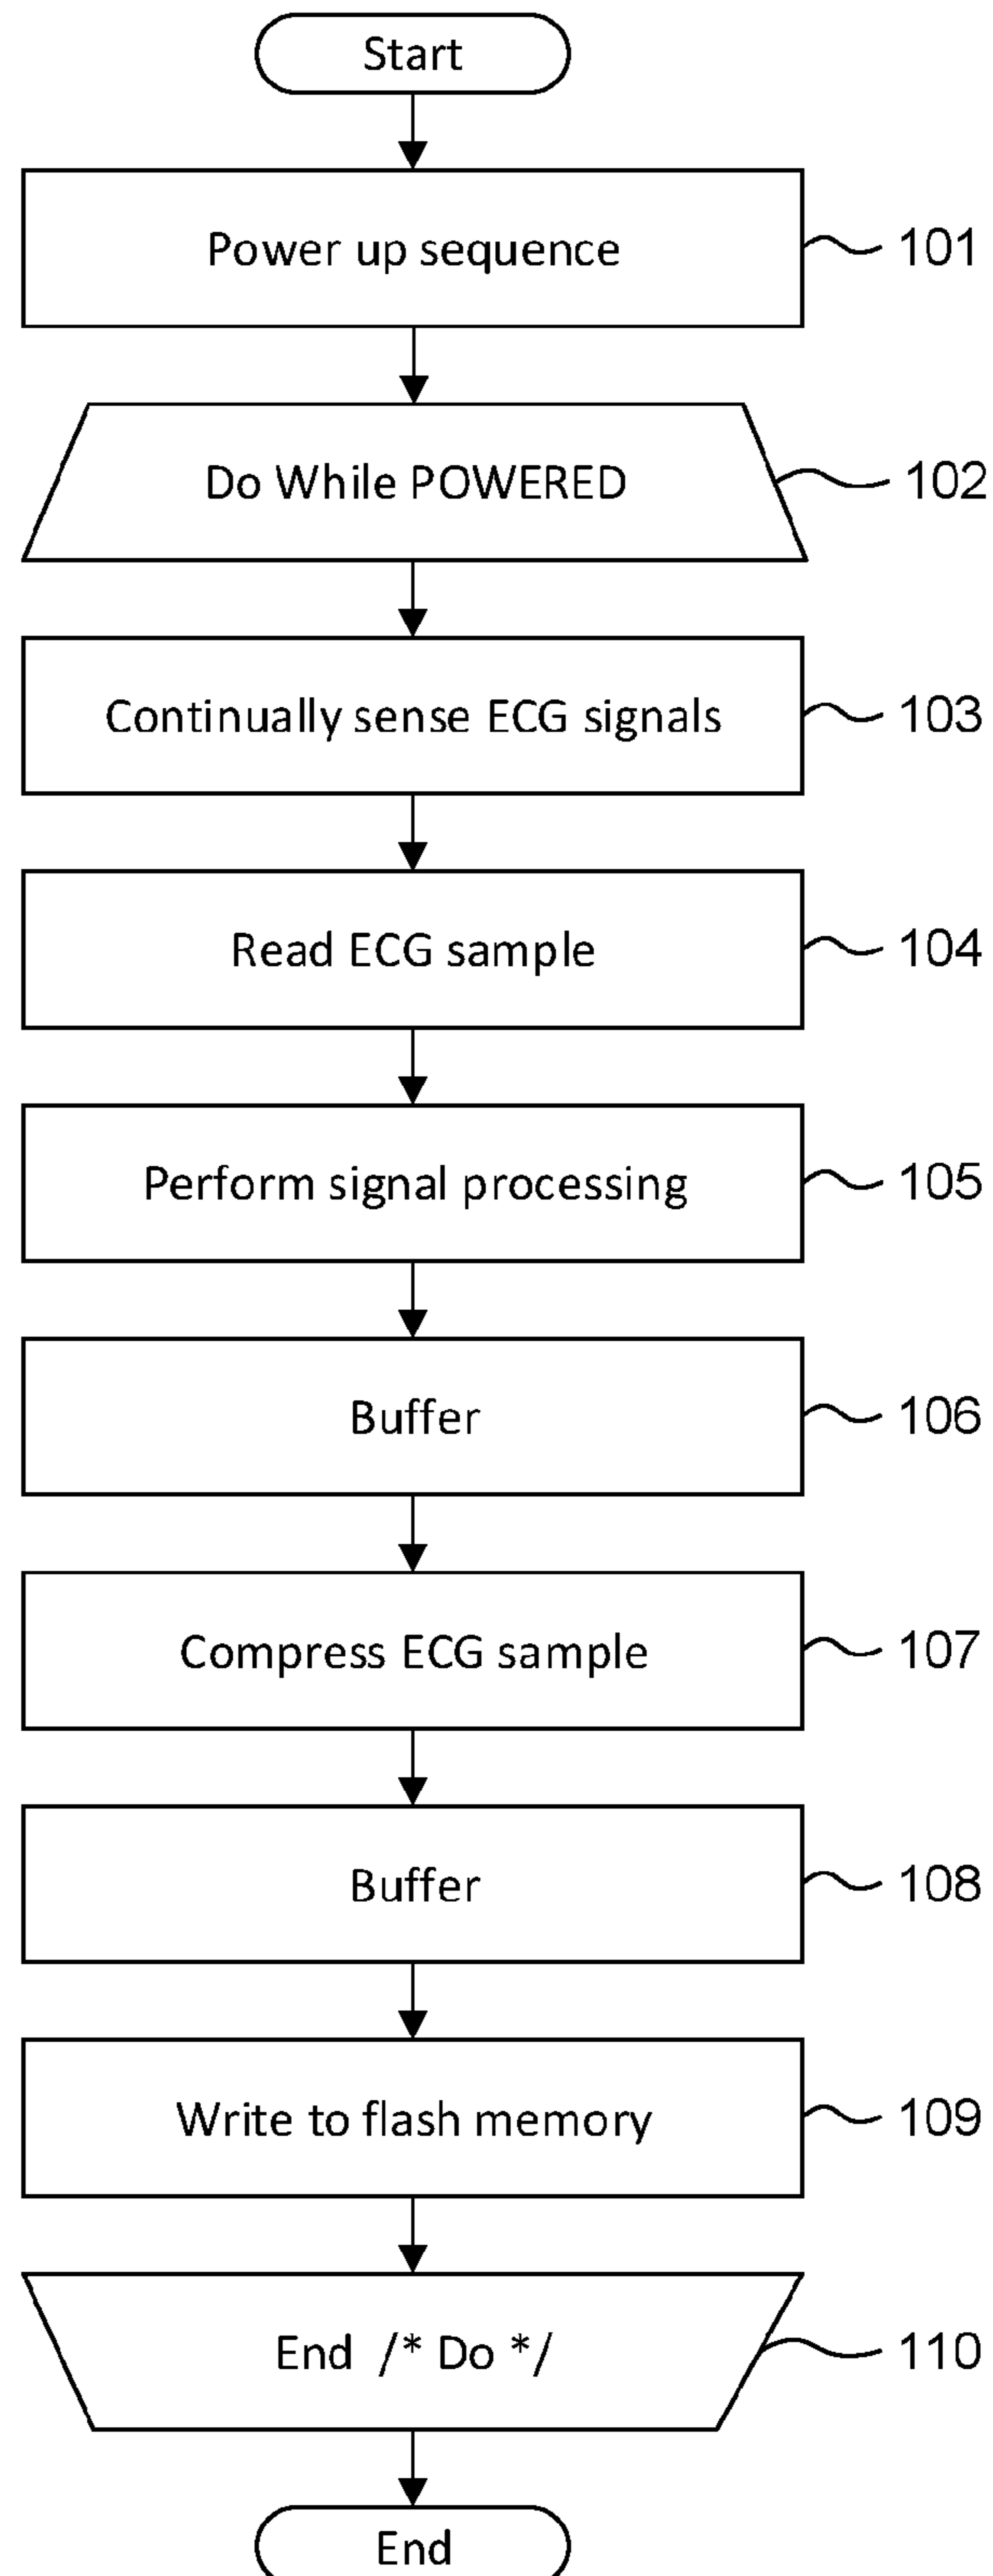 Start
Power up sequence
101
Do While POWERED
102
Continually sense ECG signals
103
Read ECG sample
104
Perform signal processing
105
Buffer
106
Compress ECG sample
107
Buffer
108
Write to flash memory
109
End /* Do */
110
End